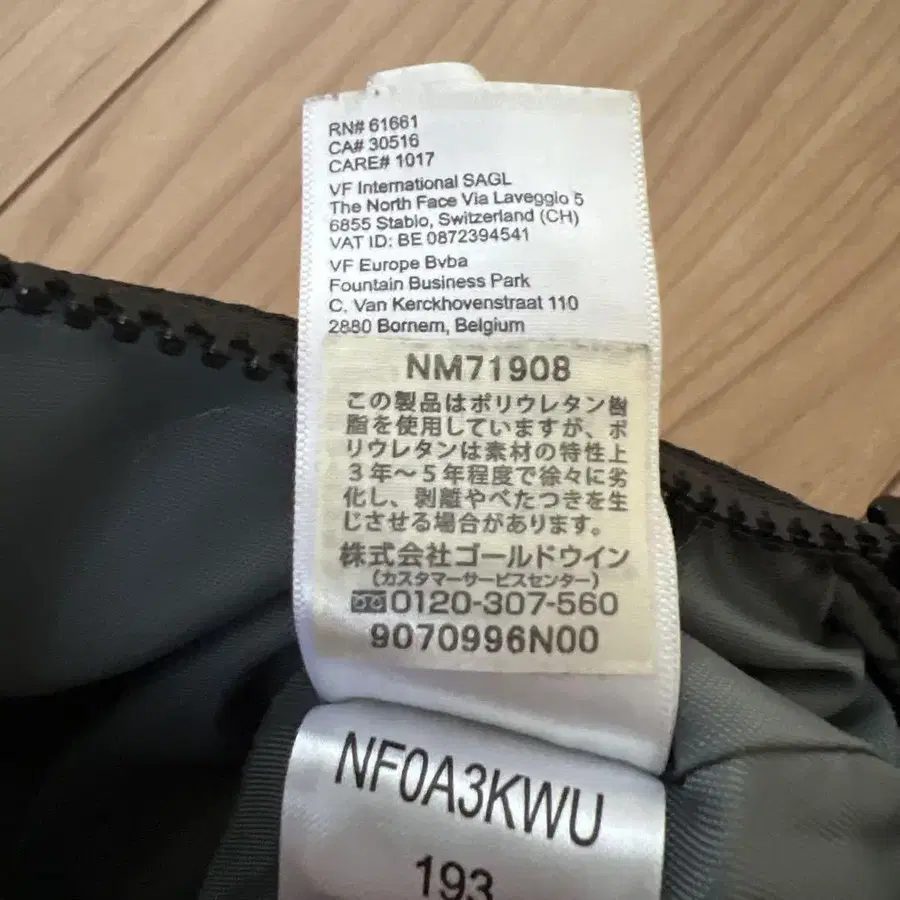 RN# 61661
CA# 30516
CARE# 1017
VF International SAGL
The North Face Via Laveggio 5
6855 Stabio, Switzerland (CH)
VAT ID: BE 0872394541
VF Europe Bvba
Fountain Business Park
C. Van Kerckhovenstraat 110
2880 Bornem, Belgium
NM71908
この製品はポリウレタン樹
脂を使用していますが、ポ
リウレタンは素材の特性上
3年～5年程度で徐々に劣
化し、剥離やべたつきを生
じさせる場合があります。
株式会社ゴールドウイン
(カスタマーサービスセンター)
0120-307-560
9070996N00
NF0A3KWU
193